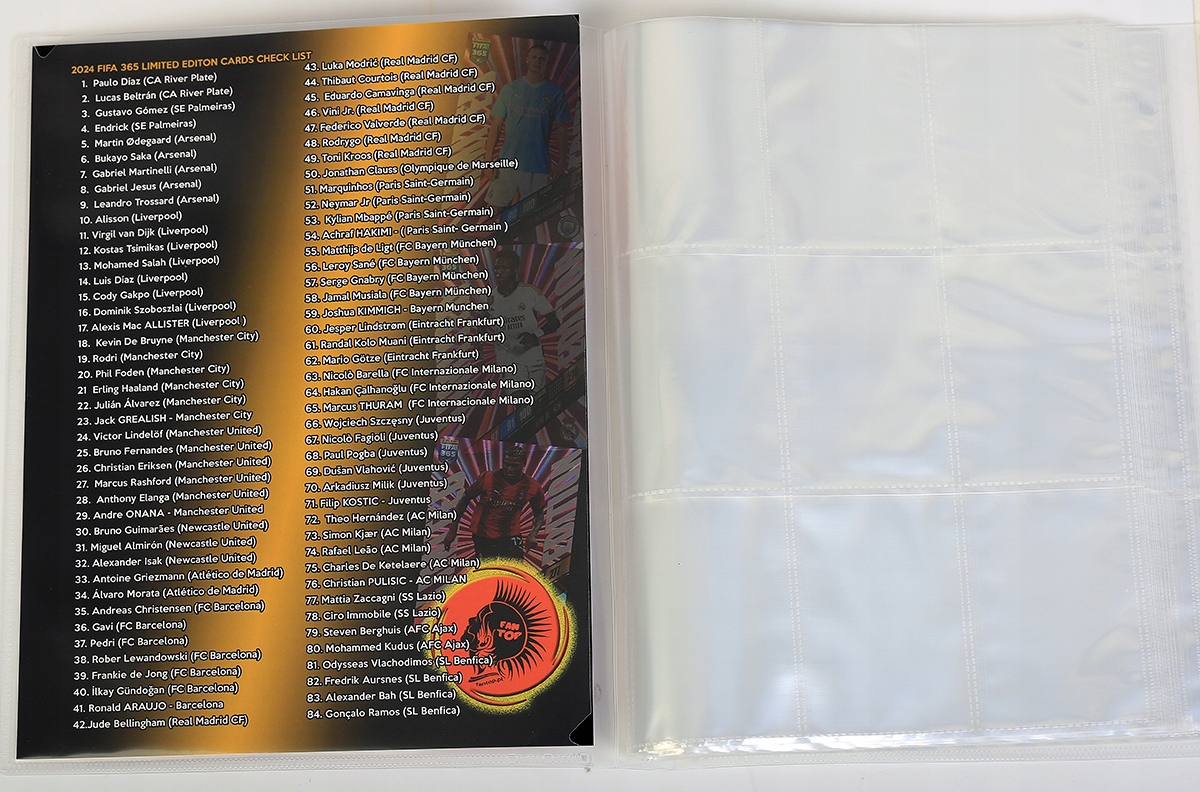 2024 FIFA 365 LIMITED EDITON CARDS CHECK LIST
1. Paulo Díaz (CA River Plate)
2. Lucas Beltrán (CA River Plate)
3. Gustavo Gómez (SE Palmeiras)
4. Endrick (SE Palmeiras)
5. Martin Ødegaard (Arsenal)
6. Bukayo Saka (Arsenal)
7. Gabriel Martinelli (Arsenal)
8. Gabriel Jesus (Arsenal)
9. Leandro Trossard (Arsenal)
10. Alisson (Liverpool)
11. Virgil van Dijk (Liverpool)
12. Kostas Tsimikas (Liverpool)
13. Mohamed Salah (Liverpool)
14. Luis Díaz (Liverpool)
15. Cody Gakpo (Liverpool)
16. Dominik Szoboszlai (Liverpool)
17. Alexis Mac ALLISTER (Liverpool )
18. Kevin De Bruyne (Manchester City)
19. Rodri (Manchester City)
20. Phil Foden (Manchester City)
21 Erling Haaland (Manchester City)
22. Julián Álvarez (Manchester City)
23. Jack GREALISH - Manchester City
24. Victor Lindelöf (Manchester United)
25. Bruno Fernandes (Manchester United)
26. Christian Eriksen (Manchester United)
27. Marcus Rashford (Manchester United)
28. Anthony Elanga (Manchester United)
29. Andre ONANA - Manchester United
30. Bruno Guimarães (Newcastle United)
31. Miguel Almirón (Newcastle United)
32. Alexander Isak (Newcastle United)
33. Antoine Griezmann (Atlético de Madrid)
34. Álvaro Morata (Atlético de Madrid)
35. Andreas Christensen (FC Barcelona)
36. Gavi (FC Barcelona)
37. Pedri (FC Barcelona)
38. Rober Lewandowski (FC Barcelona)
39. Frankie de Jong (FC Barcelona)
40. İlkay Gündoğan (FC Barcelona)
41. Ronald ARAUJO - Barcelona
42.Jude Bellingham (Real Madrid CF)
43. Luka Modrić (Real Madrid CF)
44. Thibaut Courtois (Real Madrid CF)
45. Eduardo Camavinga (Real Madrid CF)
46. Vini Jr. (Real Madrid CF)
47. Federico Valverde (Real Madrid CF)
48. Rodrygo (Real Madrid CF)
49. Toni Kroos (Real Madrid CF)
50. Jonathan Clauss (Olympique de Marseille)
51. Marquinhos (Paris Saint-Germain)
52. Neymar Jr (Paris Saint-Germain)
53. Kylian Mbappé (Paris Saint-Germain)
54. Achraf HAKIMI - ( Paris Saint- Germain )
55. Matthijs de Ligt (FC Bayern München)
56. Leroy Sané (FC Bayern München)
57. Serge Gnabry (FC Bayern München)
58. Jamal Musiala (FC Bayern München)
59. Joshua KIMMICH - Bayern Munchen
60. Jesper Lindstrøm (Eintracht Frankfurt)
61. Randal Kolo Muani (Eintracht Frankfurt)
62. Mario Götze (Eintracht Frankfurt)
63. Nicolò Barella (FC Internazionale Milano)
64. Hakan Çalhanoğlu (FC Internazionale Milano)
65. Marcus THURAM (FC Internacionale Milano)
66. Wojciech Szczęsny (Juventus)
67. Nicolò Fagioli (Juventus)
68. Paul Pogba (Juventus)
69. Dušan Vlahović (Juventus)
70. Arkadiusz Milik (Juventus)
71. Filip KOSTIC - Juventus
72. Theo Hernández (AC Milan)
73. Simon Kjær (AC Milan)
74. Rafael Leão (AC Milan)
75. Charles De Ketelaere (AC Milan)
76. Christian PULISIC - AC MILAN
77. Mattia Zaccagni (SS Lazio)
78. Ciro Immobile (SS Lazio)
79. Steven Berghuis (AFC Ajax)
80. Mohammed Kudus (AFC Ajax)
81. Odysseas Vlachodimos (SL Benfica)
82. Fredrik Aursnes (SL Benfica)
83. Alexander Bah (SL Benfica)
84. Gonçalo Ramos (SL Benfica)
FIFA
365
FIFA
365
FAN
TOP
fantop.pl